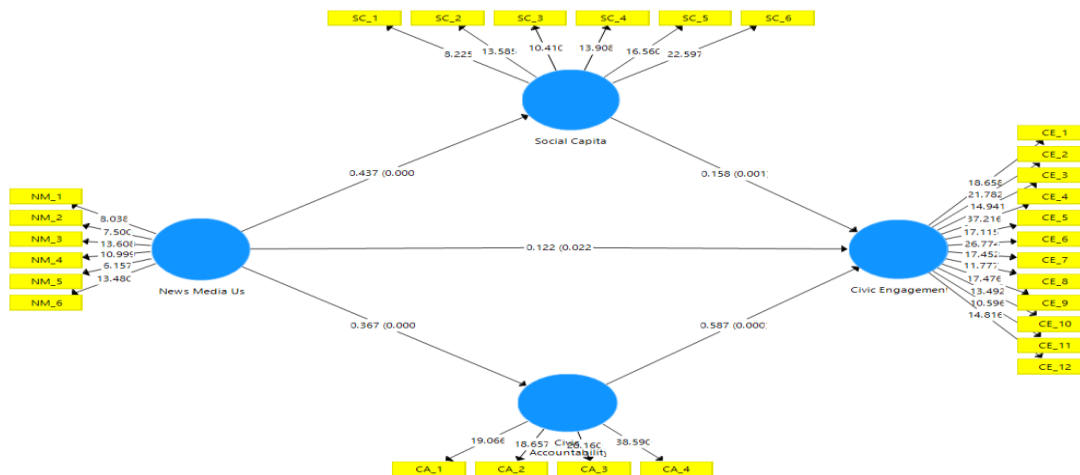 SC_1 SC_2 SC_3 SC_4 SC_5 SC_6
8.225 13.585 10.410 13.908 16.560 22.597
Social Capita
0.437 (0.000
0.158 (0.001
NM_1
NM_2
NM_3
NM_4
NM_5
NM_6
8.038
7.500
13.608
10.999
6.157
13.480
News Media Us
0.122 (0.022
CE_1
CE_2
CE_3
CE_4
CE_5
CE_6
CE_7
CE_8
CE_9
CE_10
CE_11
CE_12
18.658
21.782
14.941
37.216
17.115
26.774
17.452
11.777
17.476
13.492
10.596
14.816
Civic Engagement
0.367 (0.000
0.587 (0.000
Civic
Accountability
19.066 18.657 38.590
CA_1 CA_2 CA_3 CA_4